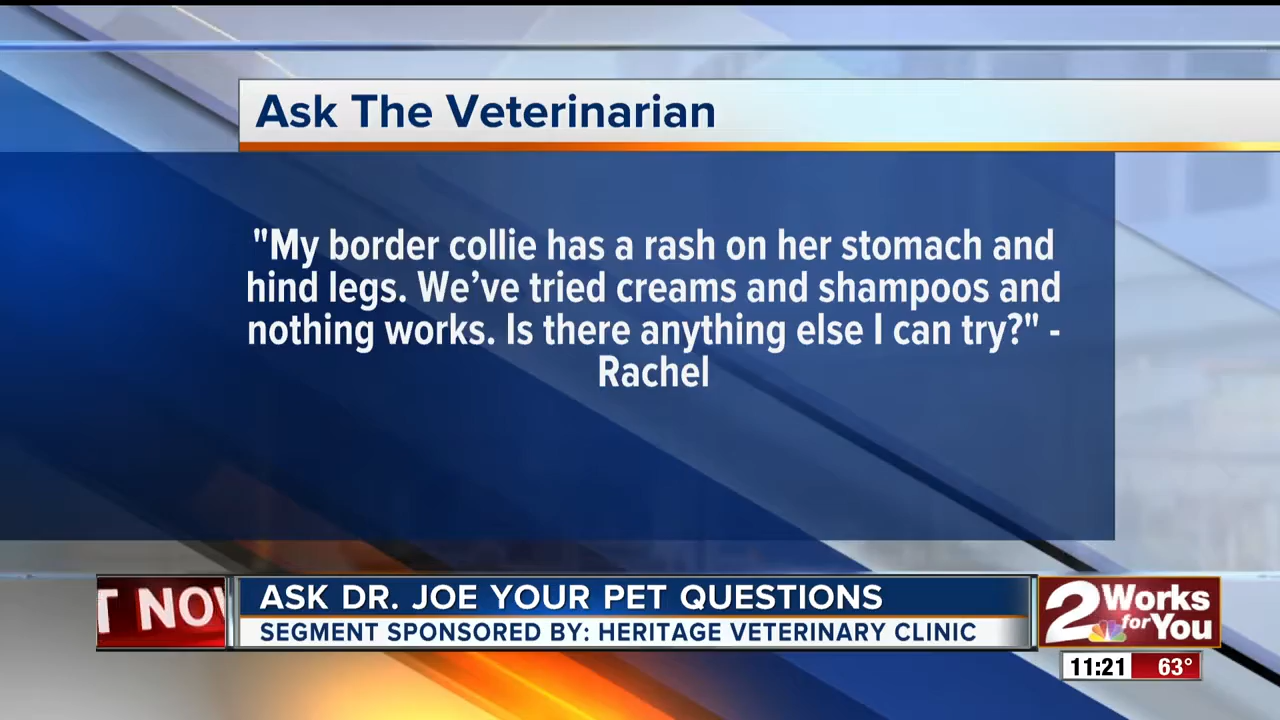 Ask The Veterinarian
"My border collie has a rash on her stomach and
hind legs. We've tried creams and shampoos and
nothing works. Is there anything else I can try?" -
Rachel
T NOW
ASK DR. JOE YOUR PET QUESTIONS
SEGMENT SPONSORED BY: HERITAGE VETERINARY CLINIC
2 Works for You
11:21 63°